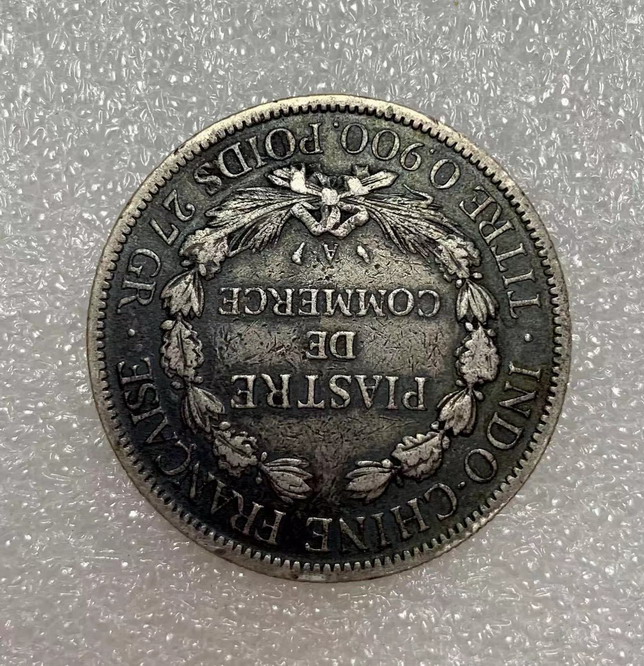 INDO-CHINE FRANÇAISE
PIASTRE
DE
COMMERCE
A
TITRE 0,900. POIDS 27 GR.